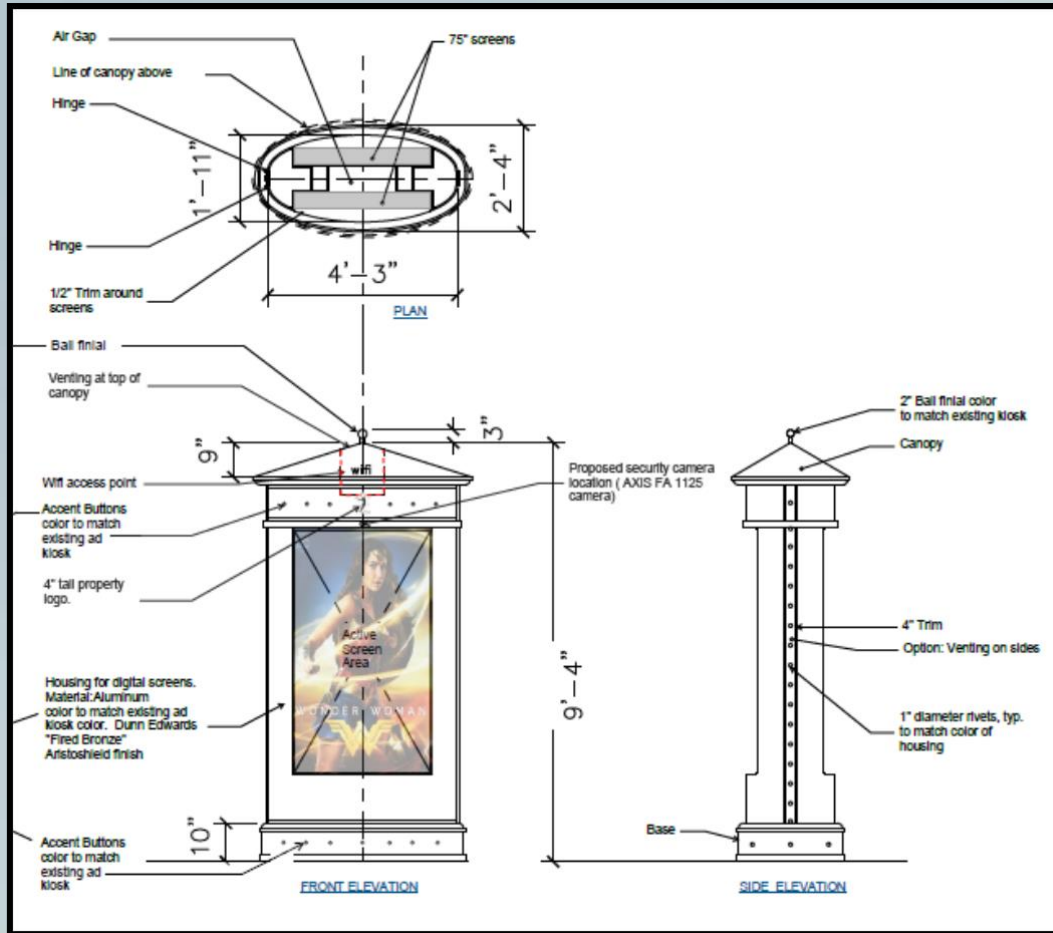 Air Gap
75" screens
Line of canopy above
Hinge
1'-11"
2'-4"
Hinge
4'-3"
1/2" Trim around
screens
PLAN
Ball finial
Venting at top of
canopy
3"
9"
wifi
Wifi access point
Proposed security camera
location ( AXIS FA 1125
camera)
Accent Buttons
color to match
existing ad
kiosk
4" tall property
logo.
Active
Screen
Area
WONDER WOMAN
Housing for digital screens.
Material:Aluminum
color to match existing ad
kiosk color. Dunn Edwards
"Fired Bronze"
Aristoshield finish
9'-4"
10"
Accent Buttons
color to match
existing ad
kiosk
FRONT ELEVATION
2" Ball finial color
to match existing kiosk
Canopy
4" Trim
Option: Venting on sides
1" diameter rivets, typ.
to match color of
housing
Base
SIDE ELEVATION